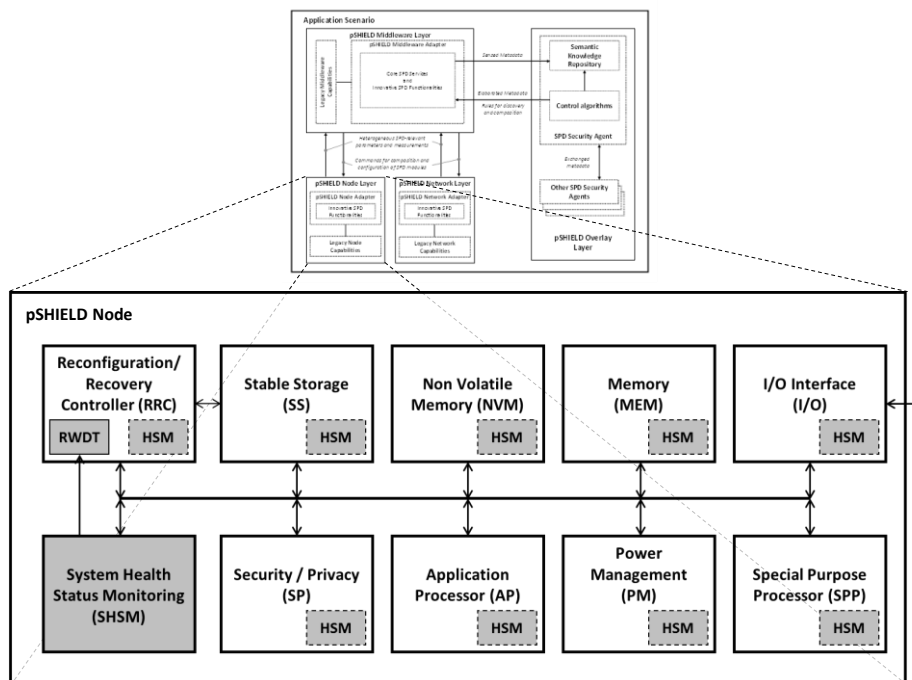 Application Scenario
pSHIELD Middleware Layer
pSHIELD Middleware Adapter
Legacy Middleware
Capabilities
Core SPD Services
and
Innovative SPD Functionalities
Sensed Metadata
Elaborated Metadata
Rules for discovery
and composition
Semantic
Knowledge
Repository
Control algorithms
SPD Security Agent
Exchanged
metadata
Other SPD Security
Agents
pSHIELD Overlay
Layer
Heterogeneous SPD-relevant
parameters and measurements
Commands for composition and
configuration of SPD modules
pSHIELD Node Layer
pSHIELD Node Adapter
Innovative SPD
Functionalities
Legacy Node
Capabilities
pSHIELD Network Layer
pSHIELD Network Adapter
Innovative SPD
Functionalities
Legacy Network
Capabilities
pSHIELD Node
Reconfiguration/
Recovery
Controller (RRC)
RWDT
HSM
Stable Storage
(SS)
HSM
Non Volatile
Memory (NVM)
HSM
Memory
(MEM)
HSM
I/O Interface
(I/O)
HSM
System Health
Status Monitoring
(SHSM)
Security / Privacy
(SP)
HSM
Application
Processor (AP)
HSM
Power
Management
(PM)
HSM
Special Purpose
Processor (SPP)
HSM